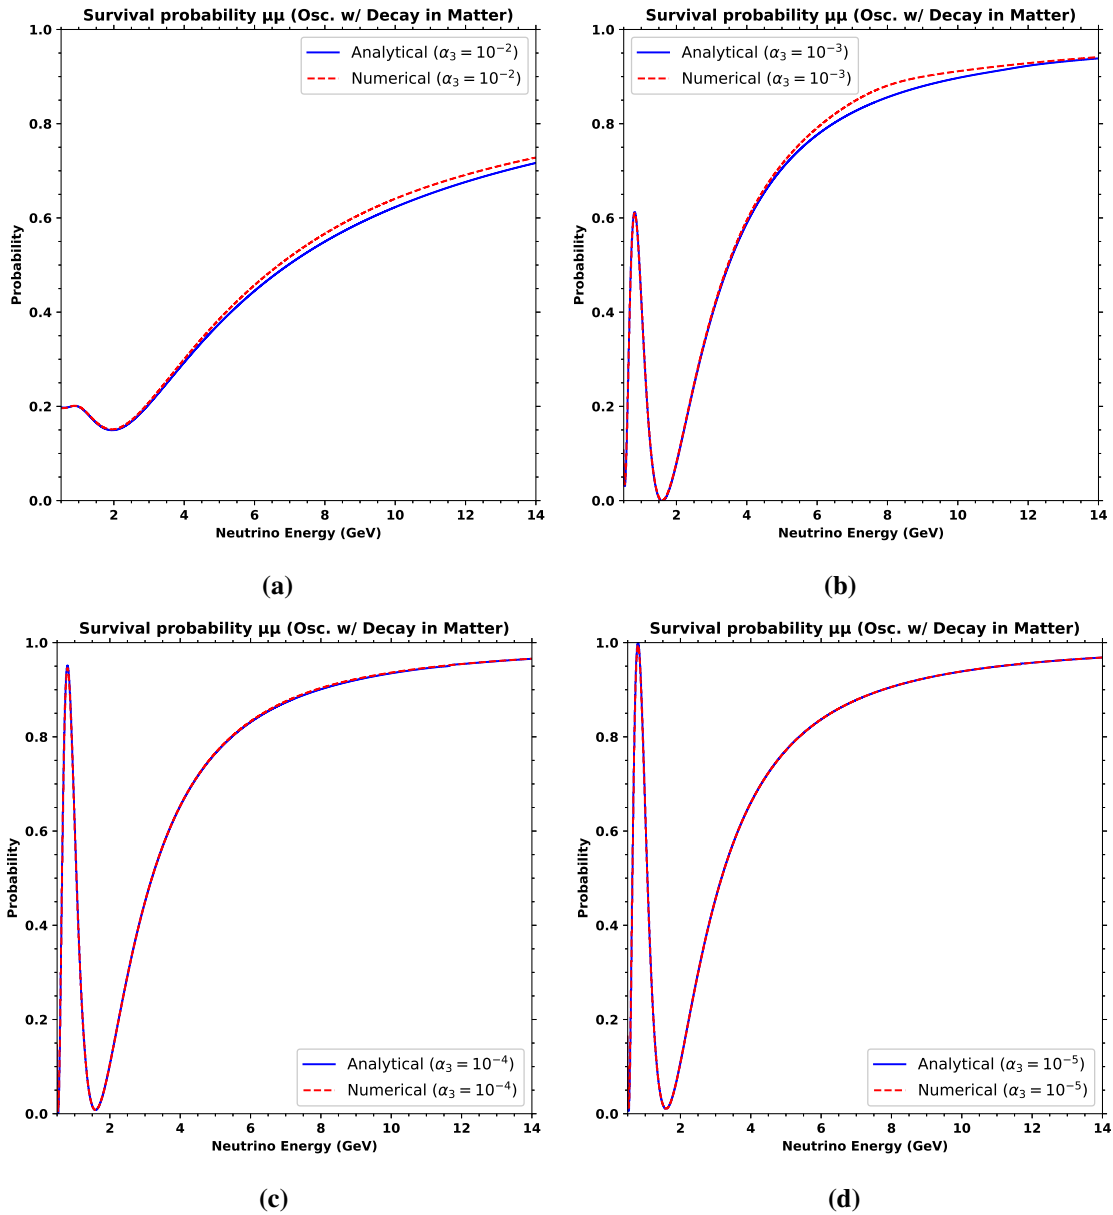 Survival probability μμ (Osc. w/ Decay in Matter)
Analytical (α₃ = 10⁻²)
Numerical (α₃ = 10⁻²)
Probability
1.0
0.8
0.6
0.4
0.2
0.0
2 4 6 8 10 12 14
Neutrino Energy (GeV)
(a)
Survival probability μμ (Osc. w/ Decay in Matter)
Analytical (α₃ = 10⁻³)
Numerical (α₃ = 10⁻³)
Probability
1.0
0.8
0.6
0.4
0.2
0.0
2 4 6 8 10 12 14
Neutrino Energy (GeV)
(b)
Survival probability μμ (Osc. w/ Decay in Matter)
Probability
1.0
0.8
0.6
0.4
0.2
0.0
Analytical (α₃ = 10⁻⁴)
Numerical (α₃ = 10⁻⁴)
2 4 6 8 10 12 14
Neutrino Energy (GeV)
(c)
Survival probability μμ (Osc. w/ Decay in Matter)
Probability
1.0
0.8
0.6
0.4
0.2
0.0
Analytical (α₃ = 10⁻⁵)
Numerical (α₃ = 10⁻⁵)
2 4 6 8 10 12 14
Neutrino Energy (GeV)
(d)